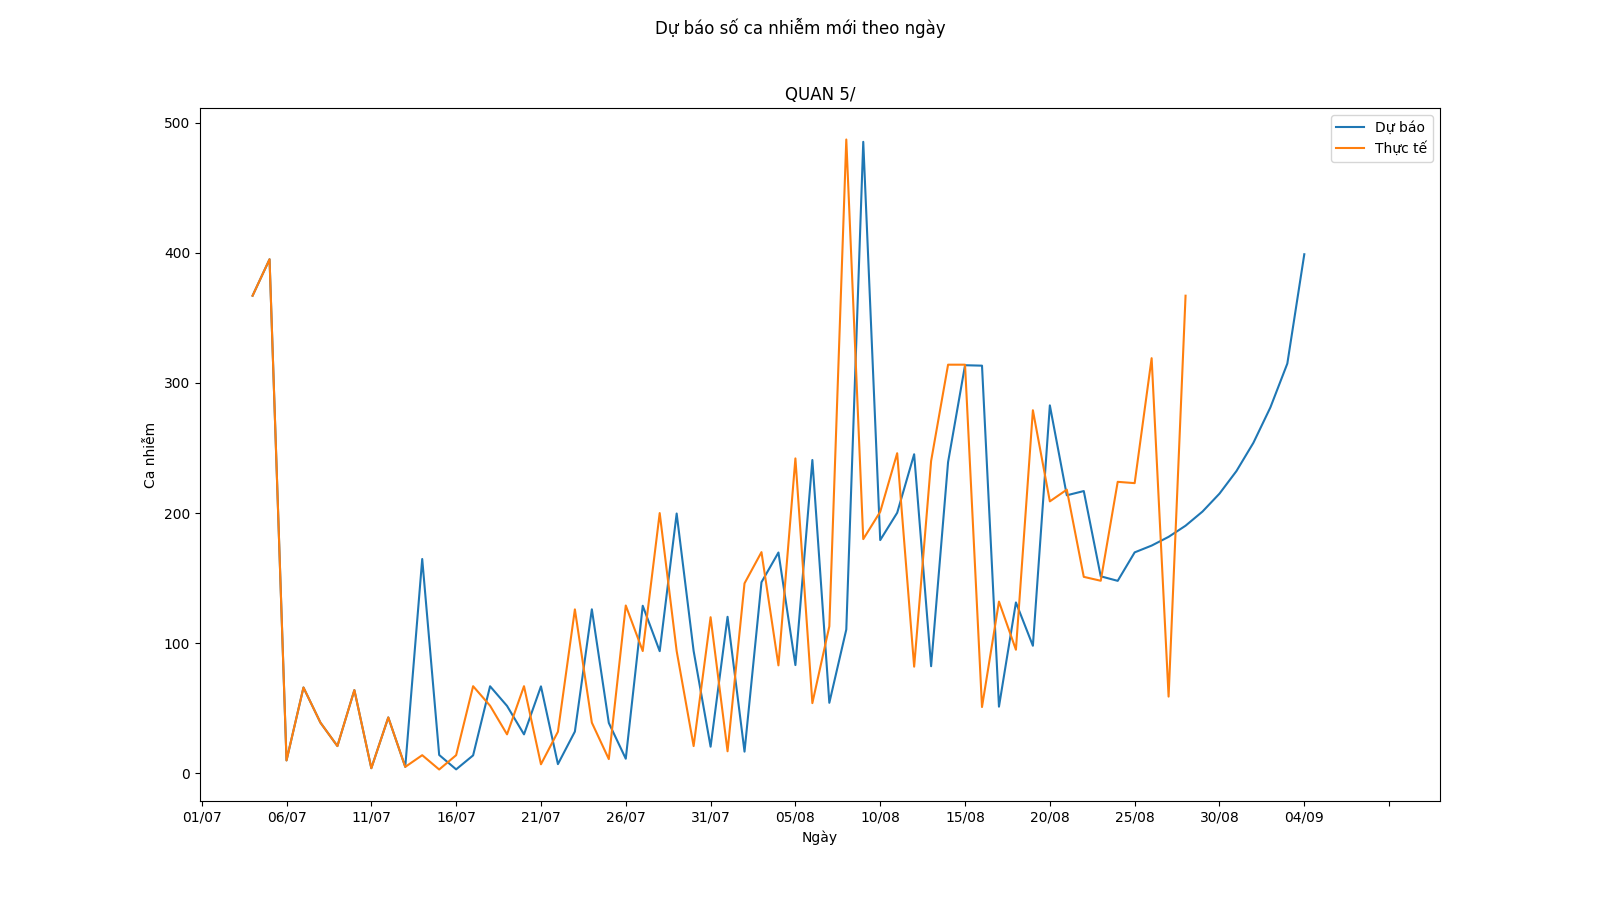 Dự báo số ca nhiễm mới theo ngày
QUAN 5/
Dự báo
Thực tế
500
400
300
200
100
0
Ca nhiễm
01/07 06/07 11/07 16/07 21/07 26/07 31/07 05/08 10/08 15/08 20/08 25/08 30/08 04/09
Ngày